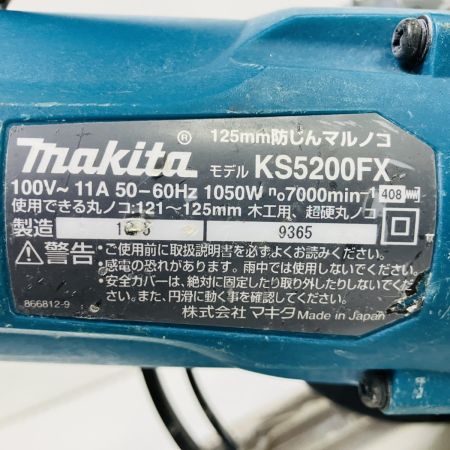 125mm防じんマルノコ
makita® モデル KS5200FX
100V~ 11A 50-60Hz 1050W n₀7000min⁻¹ 408
使用できる丸ノコ:121~125mm 木工用、超硬丸ノコ
製造 9365
⚠警告・ご使用前に取扱説明書を必ずよくお読みください。
・感電の恐れがあります。雨中では使用しないでください。
・安全カバーは、絶対に固定したり取り外したりしないでくださ
い。また、円滑に動く事を確認してください。
866812-9
株式会社 マキタ Made in Japan